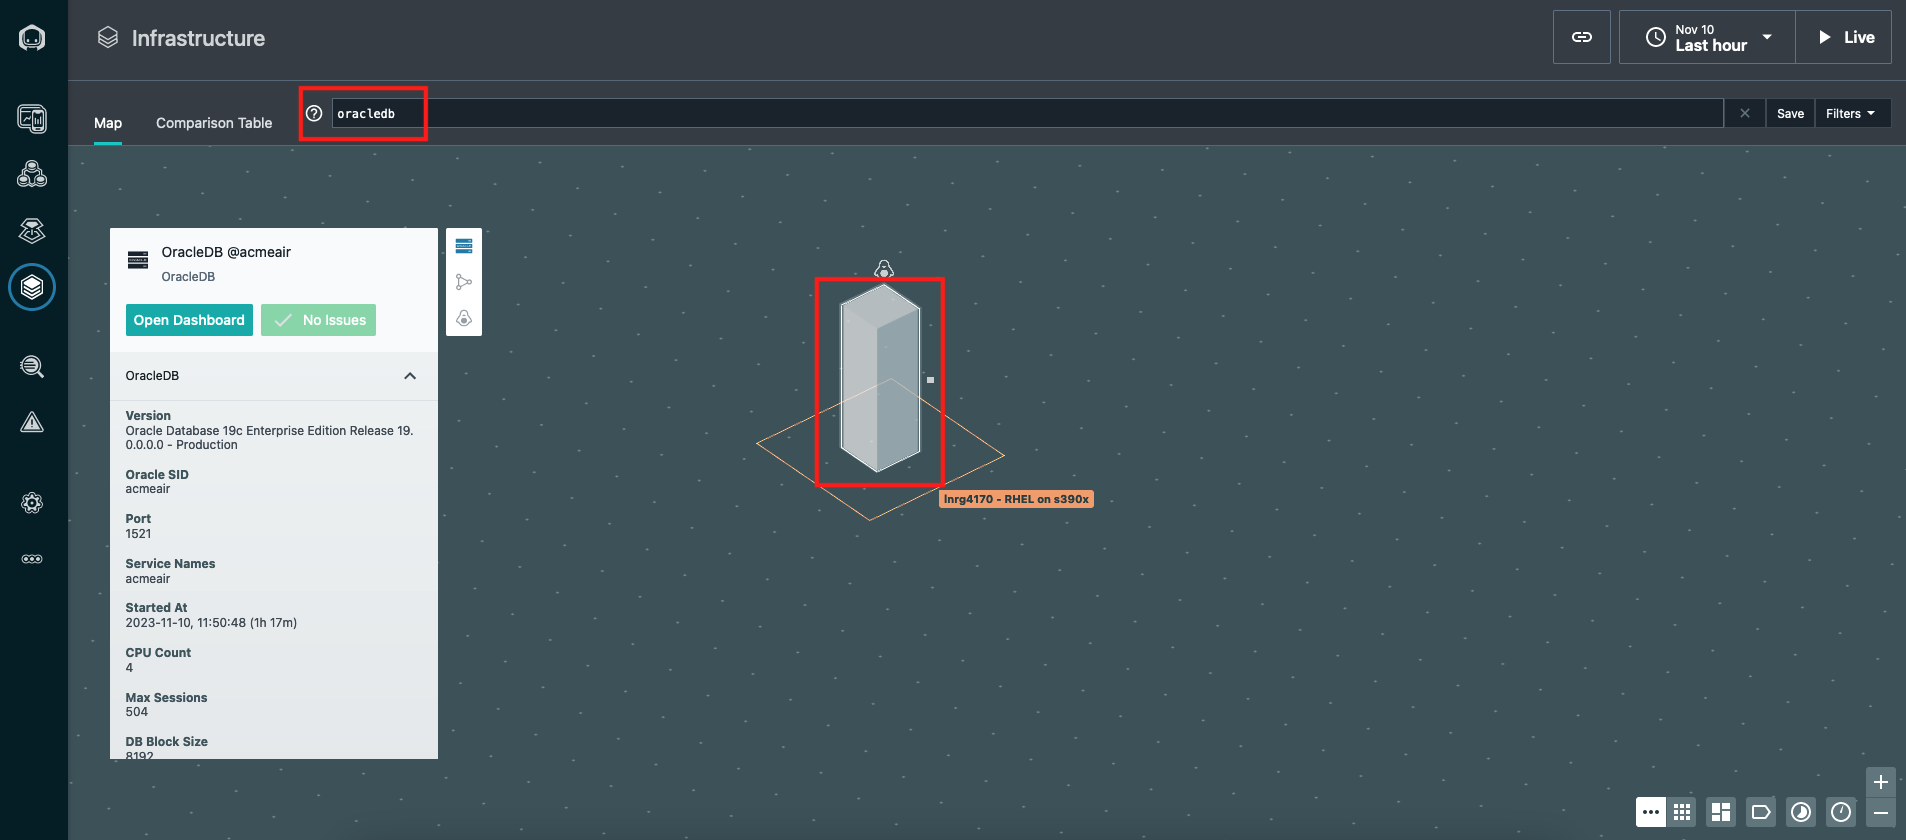 Infrastructure
Nov 10
Last hour
Live
Map
Comparison Table
oracledb
Save
Filters
OracleDB @acmeair
OracleDB
Open Dashboard
No Issues
OracleDB
Version
Oracle Database 19c Enterprise Edition Release 19.
0.0.0.0 - Production
Oracle SID
acmeair
Port
1521
Service Names
acmeair
Started At
2023-11-10, 11:50:48 (1h 17m)
CPU Count
4
Max Sessions
504
DB Block Size
8192
lnrg4170 - RHEL on s390x